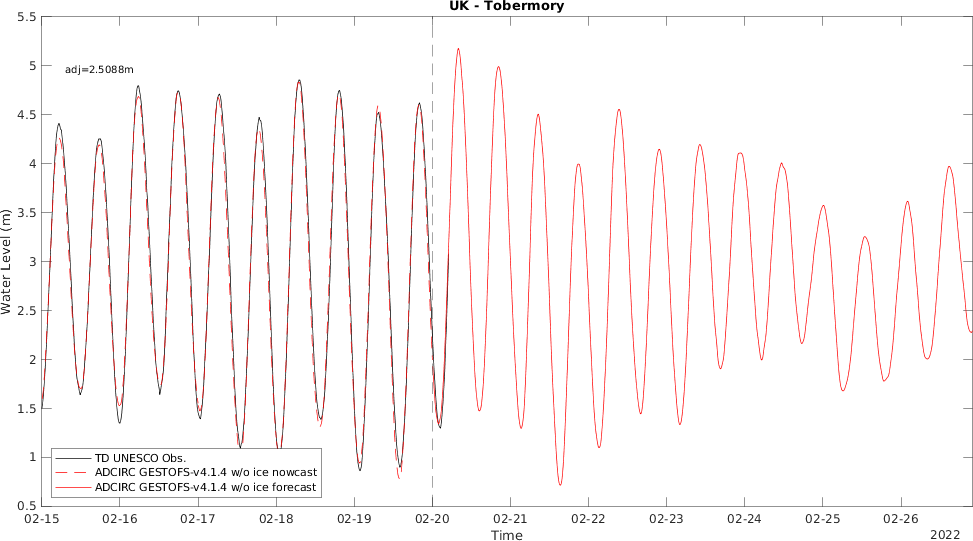 UK - Tobermory
adj=2.5088m
Water Level (m)
5.5
5
4.5
4
3.5
3
2.5
2
1.5
1
0.5
TD UNESCO Obs.
ADCIRC GESTOFS-v4.1.4 w/o ice nowcast
ADCIRC GESTOFS-v4.1.4 w/o ice forecast
02-15 02-16 02-17 02-18 02-19 02-20 02-21 02-22 02-23 02-24 02-25 02-26
Time
2022